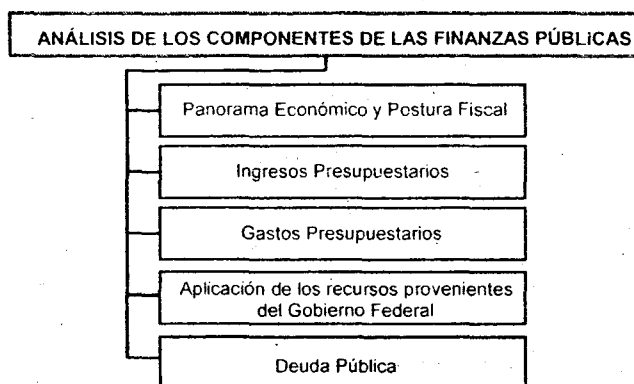 ANÁLISIS DE LOS COMPONENTES DE LAS FINANZAS PÚBLICAS
Panorama Económico y Postura Fiscal
Ingresos Presupuestarios
Gastos Presupuestarios
Aplicación de los recursos provenientes
del Gobierno Federal
Deuda Pública